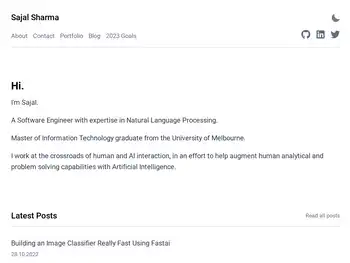 Sajal Sharma
About Contact Portfolio Blog 2023 Goals
Hi.
I'm Sajal.
A Software Engineer with expertise in Natural Language Processing.
Master of Information Technology graduate from the University of Melbourne.
I work at the crossroads of human and AI interaction, in an effort to help augment human analytical and
problem solving capabilities with Artificial Intelligence.
Latest Posts
Read all posts
Building an Image Classifier Really Fast Using Fastai
28.10.2022